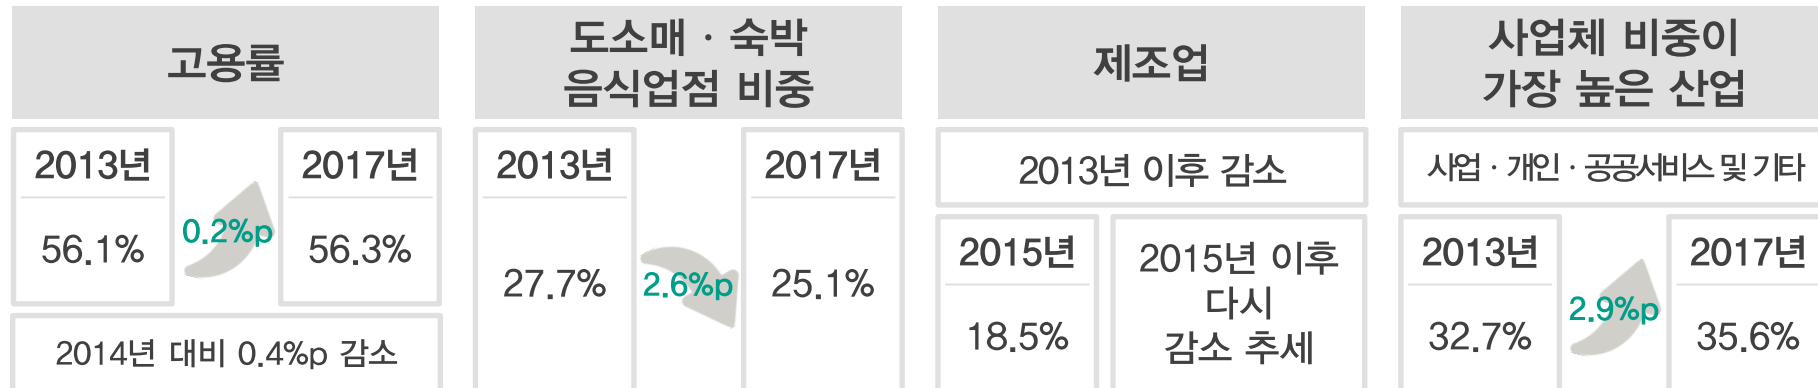 고용률
2013년
56.1%
0.2%p
2017년
56.3%
2014년 대비 0.4%p 감소
도소매 · 숙박
음식업점 비중
2013년
27.7%
2.6%p
2017년
25.1%
제조업
2013년 이후 감소
2015년
18.5%
2015년 이후
다시
감소 추세
사업체 비중이
가장 높은 산업
사업 · 개인 · 공공서비스 및 기타
2013년
32.7%
2.9%p
2017년
35.6%